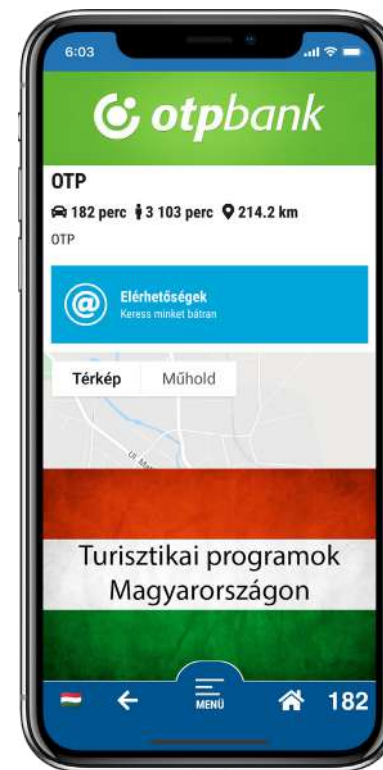 6:03
otpbank
OTP
182 perc 3 103 perc 214.2 km
OTP
@ Elérhetőségek
Keress minket bátran
Térkép Műhold
Turisztikai programok
Magyarországon
MENÜ
182